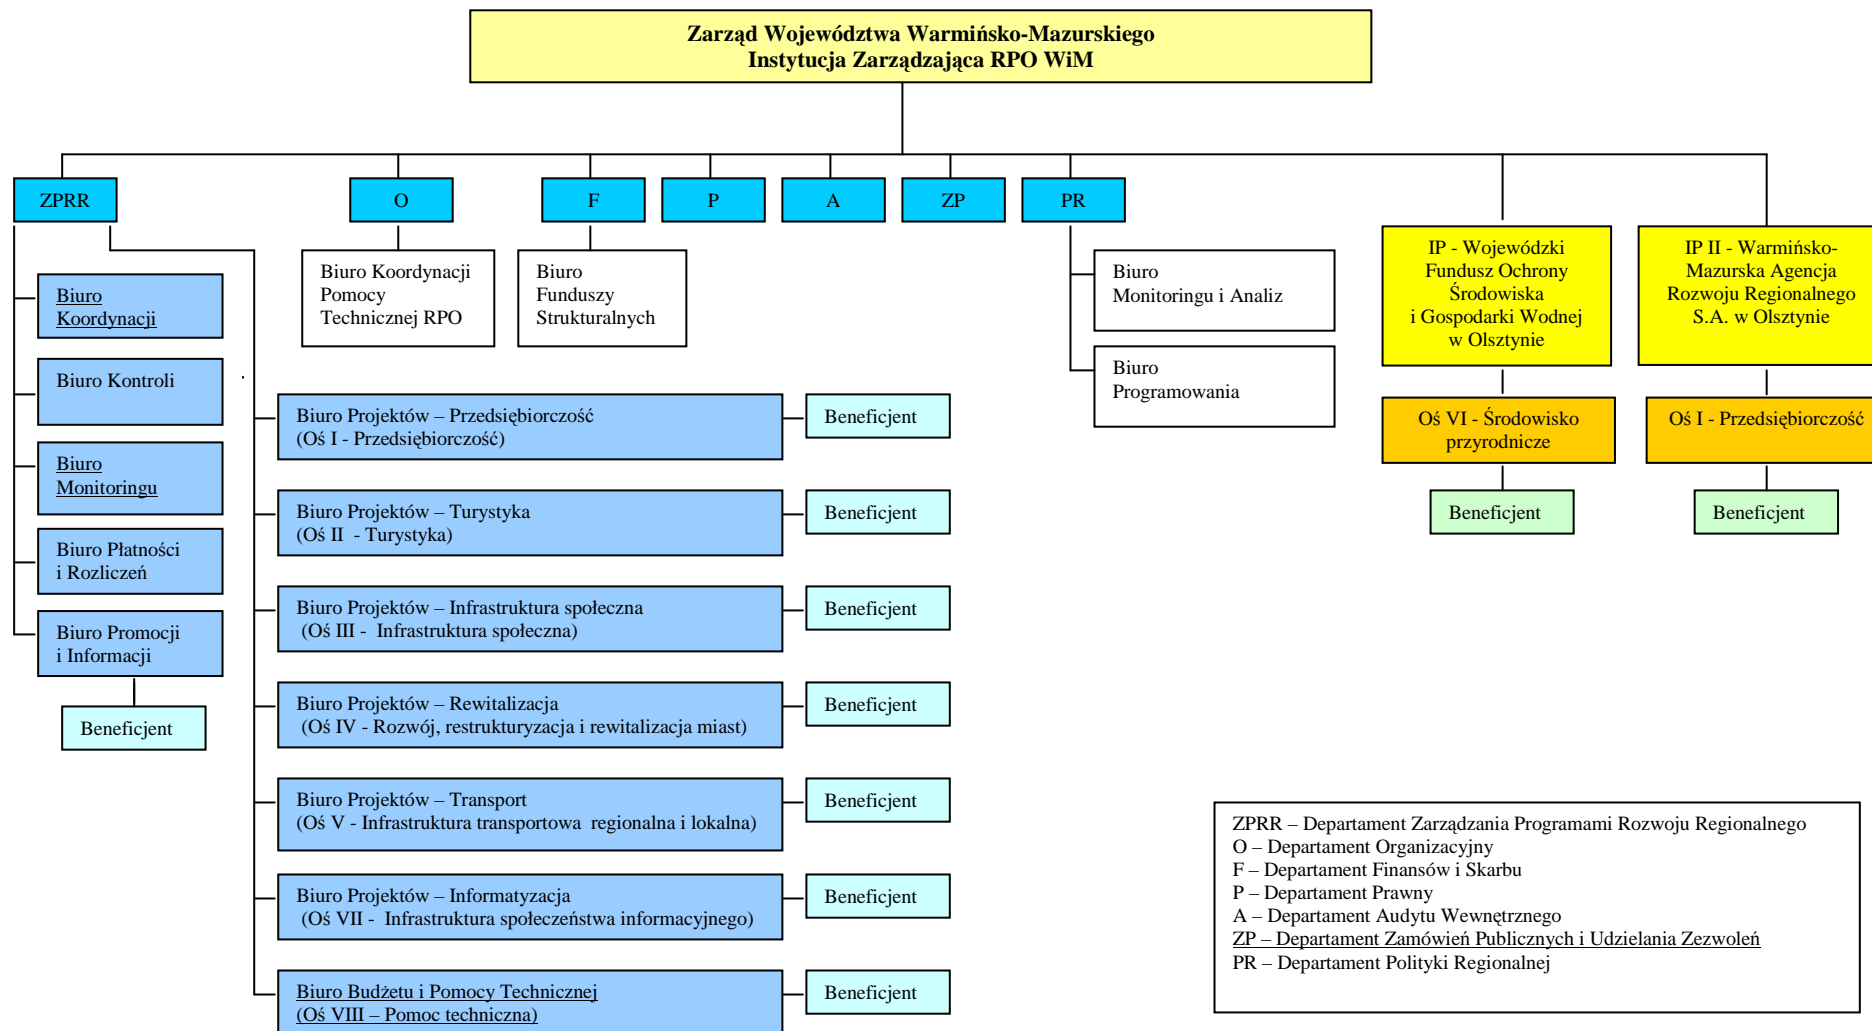 Zarząd Województwa Warmińsko-Mazurskiego
Instytucja Zarządzająca RPO WiM
ZPRR
O
F
P
A
ZP
PR
Biuro
Koordynacji
Biuro Kontroli
Biuro
Monitoringu
Biuro Płatności
i Rozliczeń
Biuro Promocji
i Informacji
Beneficjent
Biuro Koordynacji
Pomocy
Technicznej RPO
Biuro
Funduszy
Strukturalnych
Biuro
Monitoringu i Analiz
Biuro
Programowania
IP - Wojewódzki
Fundusz Ochrony
Środowiska
i Gospodarki Wodnej
w Olsztynie
IP II - Warmińsko-
Mazurska Agencja
Rozwoju Regionalnego
S.A. w Olsztynie
Oś VI - Środowisko
przyrodnicze
Oś I - Przedsiębiorczość
Beneficjent
Beneficjent
Biuro Projektów – Przedsiębiorczość
(Oś I - Przedsiębiorczość)
Beneficjent
Biuro Projektów – Turystyka
(Oś II - Turystyka)
Beneficjent
Biuro Projektów – Infrastruktura społeczna
(Oś III - Infrastruktura społeczna)
Beneficjent
Biuro Projektów – Rewitalizacja
(Oś IV - Rozwój, restrukturyzacja i rewitalizacja miast)
Beneficjent
Biuro Projektów – Transport
(Oś V - Infrastruktura transportowa regionalna i lokalna)
Beneficjent
Biuro Projektów – Informatyzacja
(Oś VII - Infrastruktura społeczeństwa informacyjnego)
Beneficjent
Biuro Budżetu i Pomocy Technicznej
(Oś VIII – Pomoc techniczna)
Beneficjent
ZPRR – Departament Zarządzania Programami Rozwoju Regionalnego
O – Departament Organizacyjny
F – Departament Finansów i Skarbu
P – Departament Prawny
A – Departament Audytu Wewnętrznego
ZP – Departament Zamówień Publicznych i Udzielania Zezwoleń
PR – Departament Polityki Regionalnej